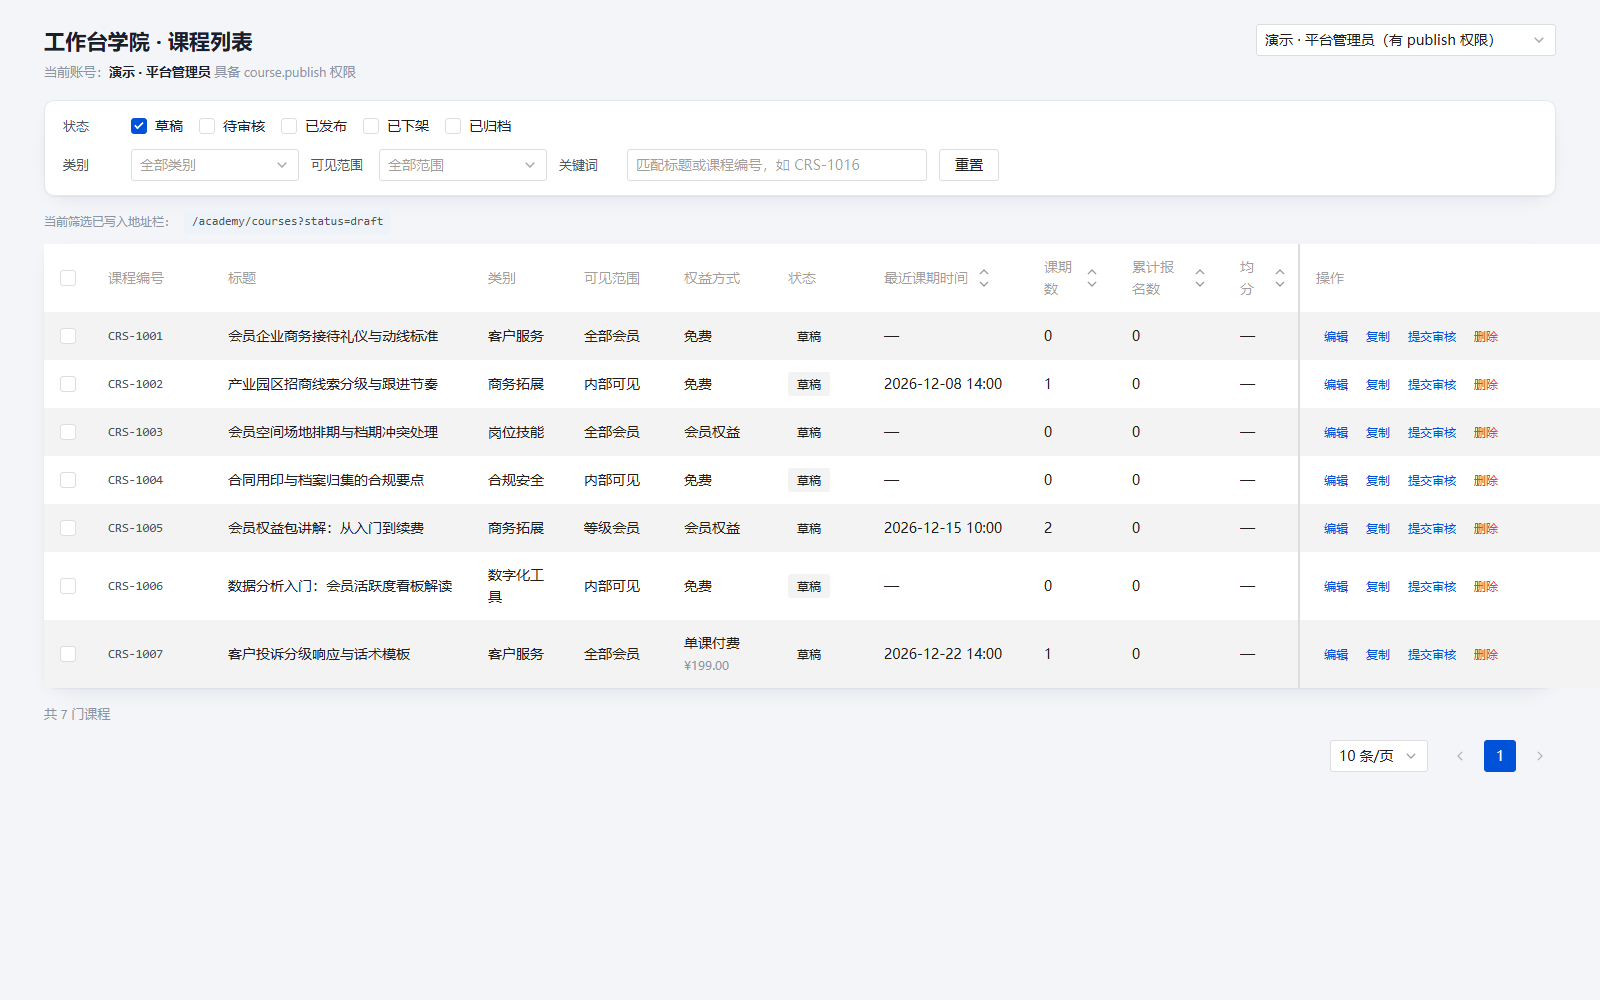 工作台学院 · 课程列表
演示 · 平台管理员（有 publish 权限）
当前账号：演示 · 平台管理员 具备 course.publish 权限
状态 草稿 待审核 已发布 已下架 已归档
类别 全部类别 可见范围 全部范围 关键词 匹配标题或课程编号，如 CRS-1016 重置
当前筛选已写入地址栏： /academy/courses?status=draft
课程编号 标题 类别 可见范围 权益方式 状态 最近课期时间 课期数 累计报名数 均分 操作
CRS-1001 会员企业商务接待礼仪与动线标准 客户服务 全部会员 免费 草稿 — 0 0 — 编辑 复制 提交审核 删除
CRS-1002 产业园区招商线索分级与跟进节奏 商务拓展 内部可见 免费 草稿 2026-12-08 14:00 1 0 — 编辑 复制 提交审核 删除
CRS-1003 会员空间场地排期与档期冲突处理 岗位技能 全部会员 会员权益 草稿 — 0 0 — 编辑 复制 提交审核 删除
CRS-1004 合同用印与档案归集的合规要点 合规安全 内部可见 免费 草稿 — 0 0 — 编辑 复制 提交审核 删除
CRS-1005 会员权益包讲解：从入门到续费 商务拓展 等级会员 会员权益 草稿 2026-12-15 10:00 2 0 — 编辑 复制 提交审核 删除
CRS-1006 数据分析入门：会员活跃度看板解读 数字化工具 内部可见 免费 草稿 — 0 0 — 编辑 复制 提交审核 删除
CRS-1007 客户投诉分级响应与话术模板 客户服务 全部会员 单课付费 ¥199.00 草稿 2026-12-22 14:00 1 0 — 编辑 复制 提交审核 删除
共 7 门课程
10 条/页 1